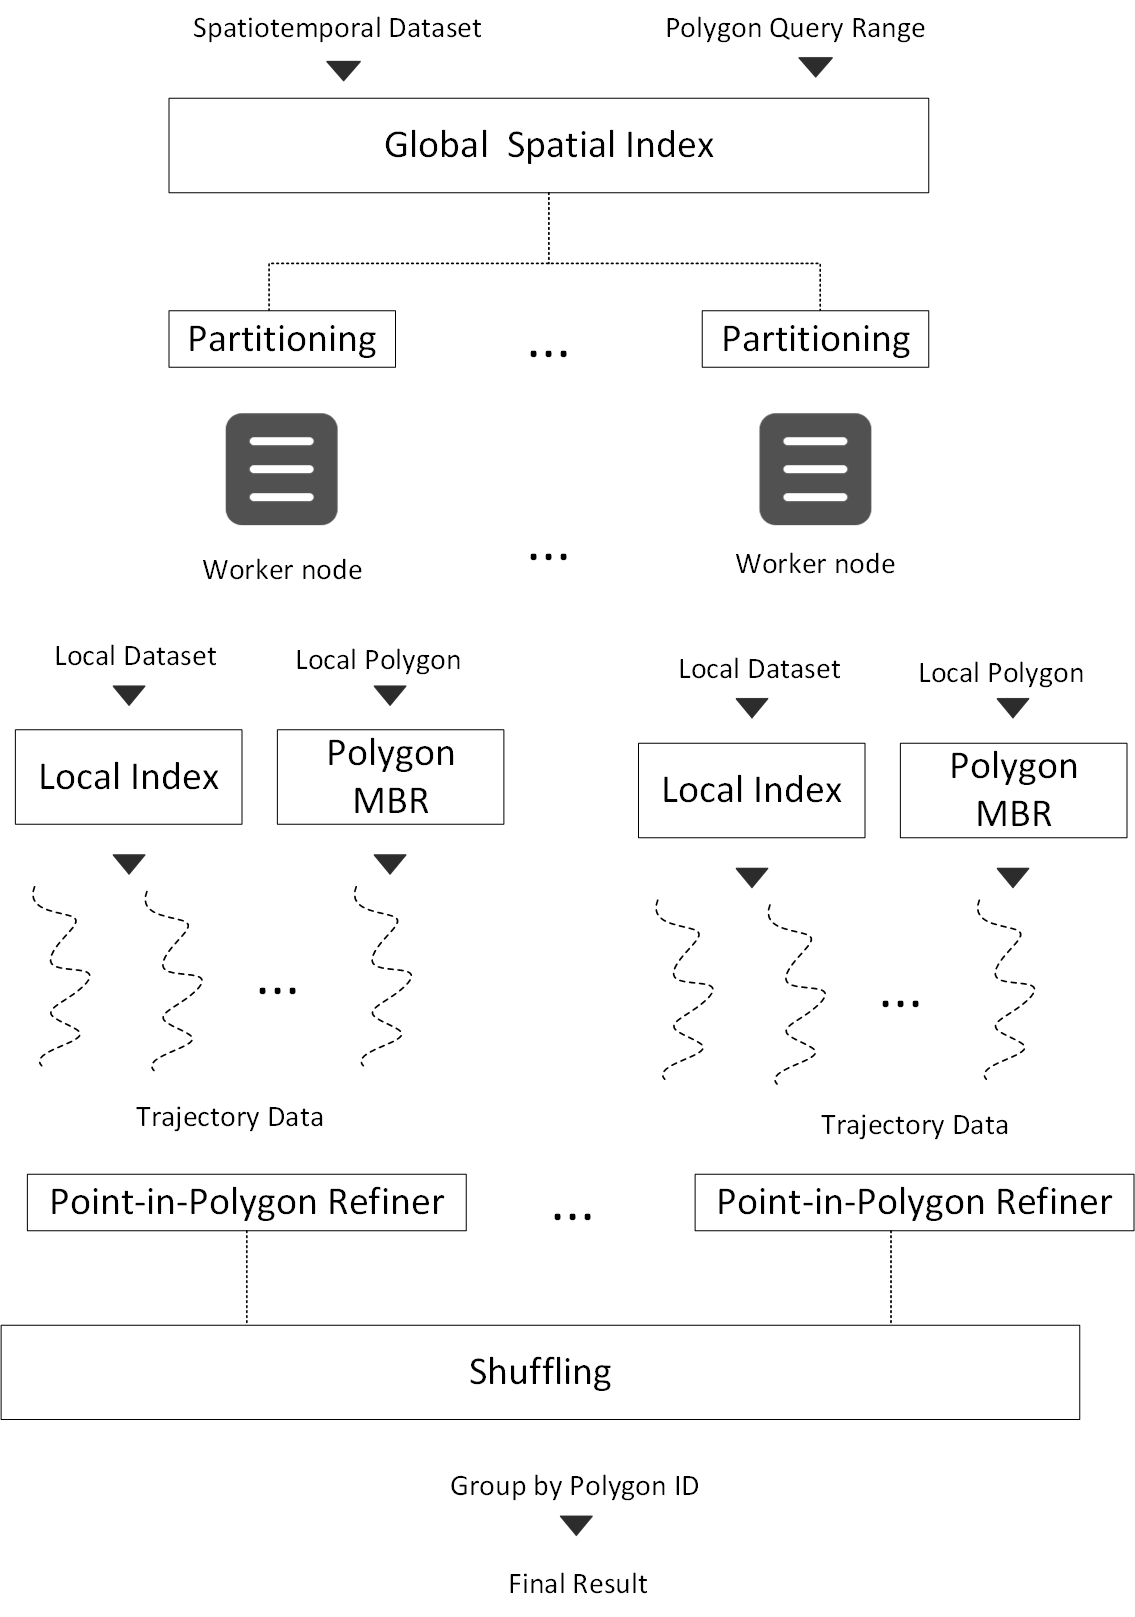 Spatiotemporal Dataset
Polygon Query Range
Global Spatial Index
Partitioning
...
Partitioning
Worker node
...
Worker node
Local Dataset
Local Polygon
Local Dataset
Local Polygon
Local Index
Polygon
MBR
Local Index
Polygon
MBR
...
...
Trajectory Data
Trajectory Data
Point-in-Polygon Refiner
...
Point-in-Polygon Refiner
Shuffling
Group by Polygon ID
Final Result